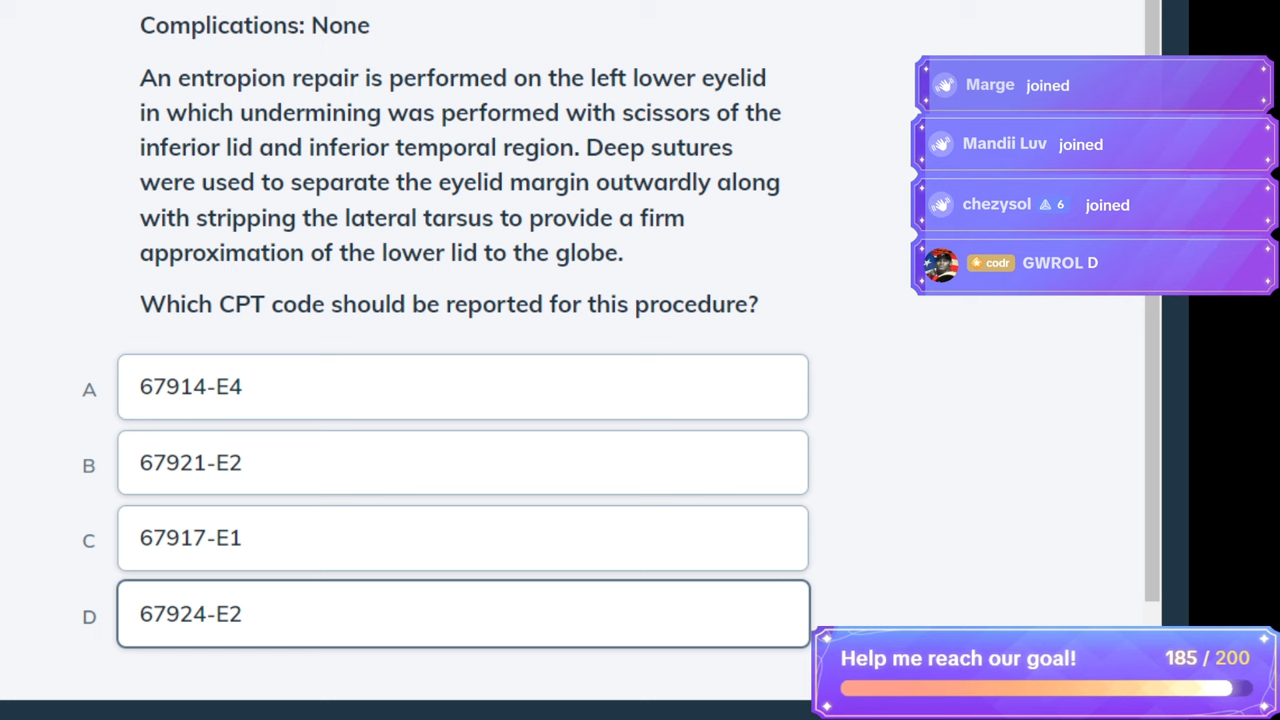 Complications: None
An entropion repair is performed on the left lower eyelid
in which undermining was performed with scissors of the
inferior lid and inferior temporal region. Deep sutures
were used to separate the eyelid margin outwardly along
with stripping the lateral tarsus to provide a firm
approximation of the lower lid to the globe.
Which CPT code should be reported for this procedure?
A 67914-E4
B 67921-E2
C 67917-E1
D 67924-E2
Marge joined
Mandii Luv joined
chezysol 6 joined
codr GWROL D
Help me reach our goal! 185 / 200